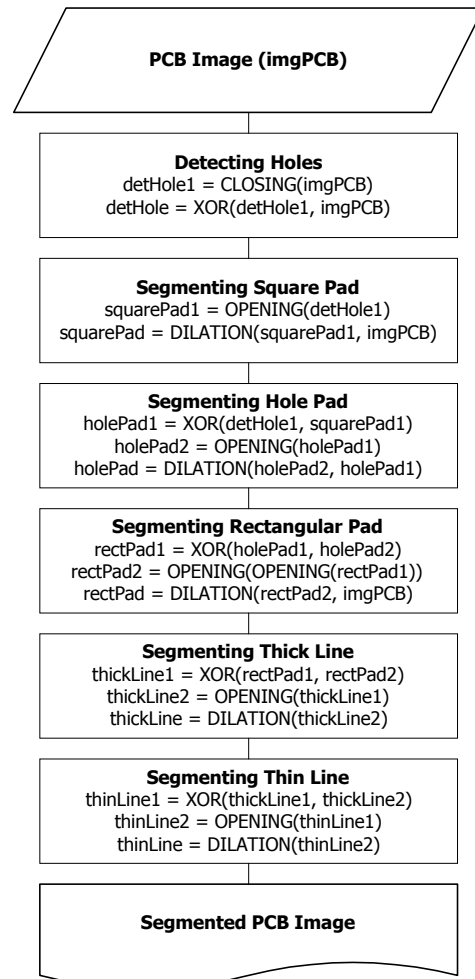 PCB Image (imgPCB)
Detecting Holes
detHole1 = CLOSING(imgPCB)
detHole = XOR(detHole1, imgPCB)
Segmenting Square Pad
squarePad1 = OPENING(detHole1)
squarePad = DILATION(squarePad1, imgPCB)
Segmenting Hole Pad
holePad1 = XOR(detHole1, squarePad1)
holePad2 = OPENING(holePad1)
holePad = DILATION(holePad2, holePad1)
Segmenting Rectangular Pad
rectPad1 = XOR(holePad1, holePad2)
rectPad2 = OPENING(OPENING(rectPad1))
rectPad = DILATION(rectPad2, imgPCB)
Segmenting Thick Line
thickLine1 = XOR(rectPad1, rectPad2)
thickLine2 = OPENING(thickLine1)
thickLine = DILATION(thickLine2)
Segmenting Thin Line
thinLine1 = XOR(thickLine1, thickLine2)
thinLine2 = OPENING(thinLine1)
thinLine = DILATION(thinLine2)
Segmented PCB Image